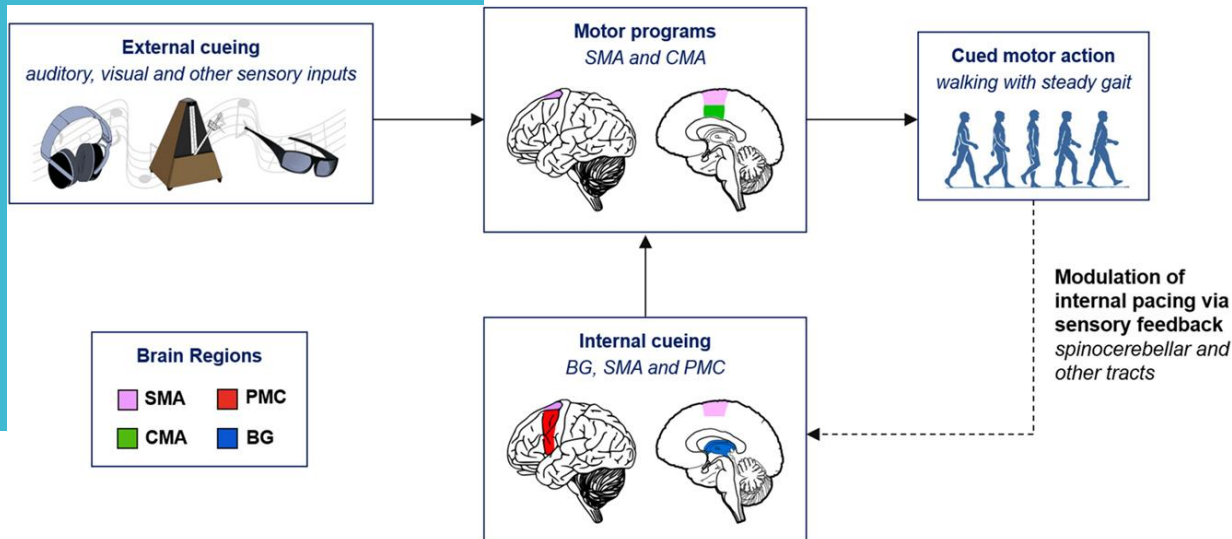 External cueing
auditory, visual and other sensory inputs
Motor programs
SMA and CMA
Cued motor action
walking with steady gait
Modulation of
internal pacing via
sensory feedback
spinocerebellar and
other tracts
Internal cueing
BG, SMA and PMC
Brain Regions
SMA
PMC
CMA
BG